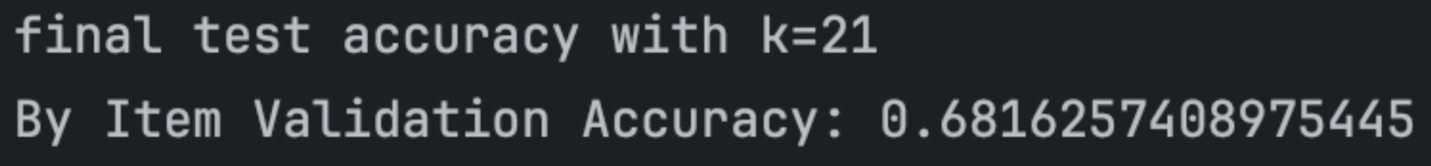 final test accuracy with k=21
By Item Validation Accuracy: 0.6816257408975445